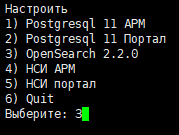 Настроить
1) Postgresql 11 АРМ
2) Postgresql 11 Портал
3) OpenSearch 2.2.0
4) НСИ АРМ
5) НСИ портал
6) Quit
Выберите: 3